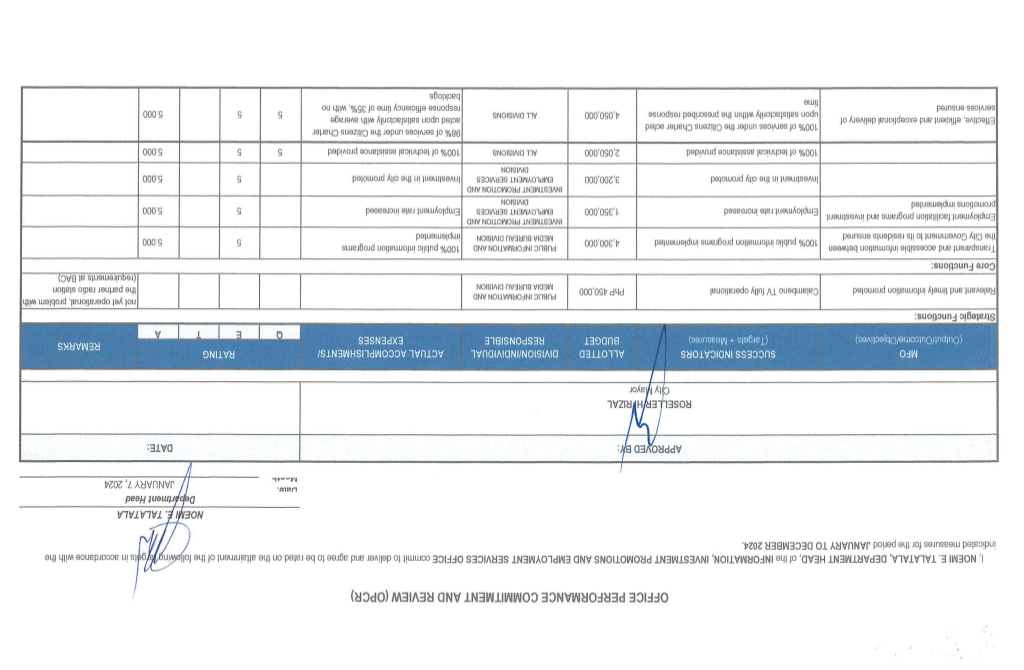 OFFICE PERFORMANCE COMMITMENT AND REVIEW (OPCR)
I, NOEMI E. TALATALA, DEPARTMENT HEAD, of the INFORMATION, INVESTMENT PROMOTIONS AND EMPLOYMENT SERVICES OFFICE commit to deliver and agree to be rated on the attainment of the following targets in accordance with the
indicated measures for the period JANUARY TO DECEMBER 2024.
NOEMI E. TALATALA
Department Head
Date: JANUARY 7, 2024
Month
APPROVED BY: DATE:
ROSELLER H. RIZAL
City Mayor
MFO
(Output/Outcome/Objectives)
SUCCESS INDICATORS
(Targets + Measures)
ALLOTTED
BUDGET
DIVISION/INDIVIDUAL
RESPONSIBLE
ACTUAL ACCOMPLISHMENTS/
EXPENSES
RATING
Q E T A
REMARKS
Strategic Functions:
Relevant and timely information promoted
Calambeno TV fully operational
PhP 450,000
PUBLIC INFORMATION AND
MEDIA BUREAU DIVISION
not yet operational, problem with
the partner radio station
(requirements at BAC)
Core Functions:
Transparent and accessible information between
the City Government to its residents ensured
100% public information programs implemented
4,300,000
PUBLIC INFORMATION AND
MEDIA BUREAU DIVISION
100% public information programs
implemented
5 5.000
Employment facilitation programs and investment
promotions implemented
Employment rate increased
1,350,000
INVESTMENT PROMOTION AND
EMPLOYMENT SERVICES
DIVISION
Employment rate increased
5 5.000
Investment in the city promoted
3,200,000
INVESTMENT PROMOTION AND
EMPLOYMENT SERVICES
DIVISION
Investment in the city promoted
5 5.000
100% of technical assistance provided
2,050,000
ALL DIVISIONS
100% of technical assistance provided
5 5 5.000
Effective, efficient and exceptional delivery of
services ensured
100% of services under the Citizens Charter acted
upon satisfactorily within the prescribed response
time
4,050,000
ALL DIVISIONS
98% of services under the Citizens Charter
acted upon satisfactorily with average
response efficiency time of 35%, with no
backlogs
5 5 5.000